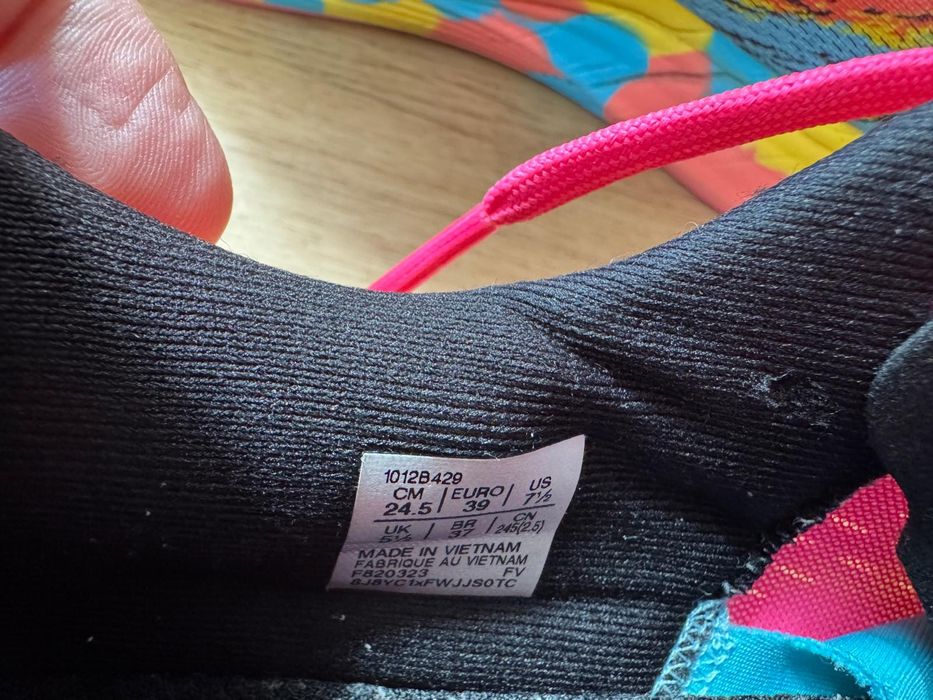 1012B429
CM | EURO | US
24.5 | 39 | 7½
UK | BR | CN
5½ | 37 | 245(2.5)
MADE IN VIETNAM
FABRIQUE AU VIETNAM
F820323 FV
8J8YC1xFWJJS0TC